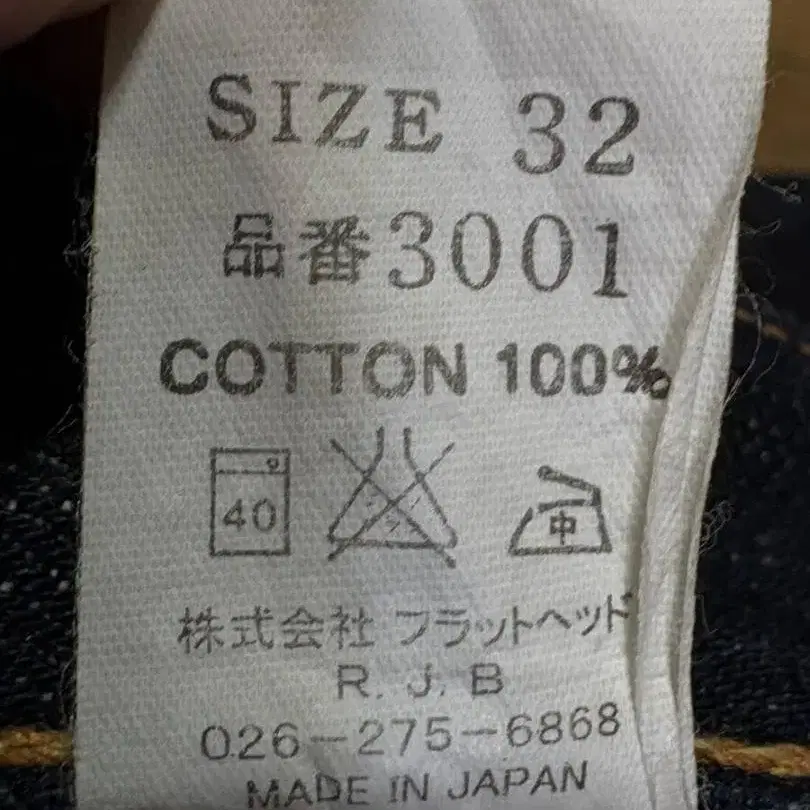 SIZE 32
品番3001
COTTON 100%
40 中
株式会社 フラットヘッド
R. J. B
026-275-6868
MADE IN JAPAN